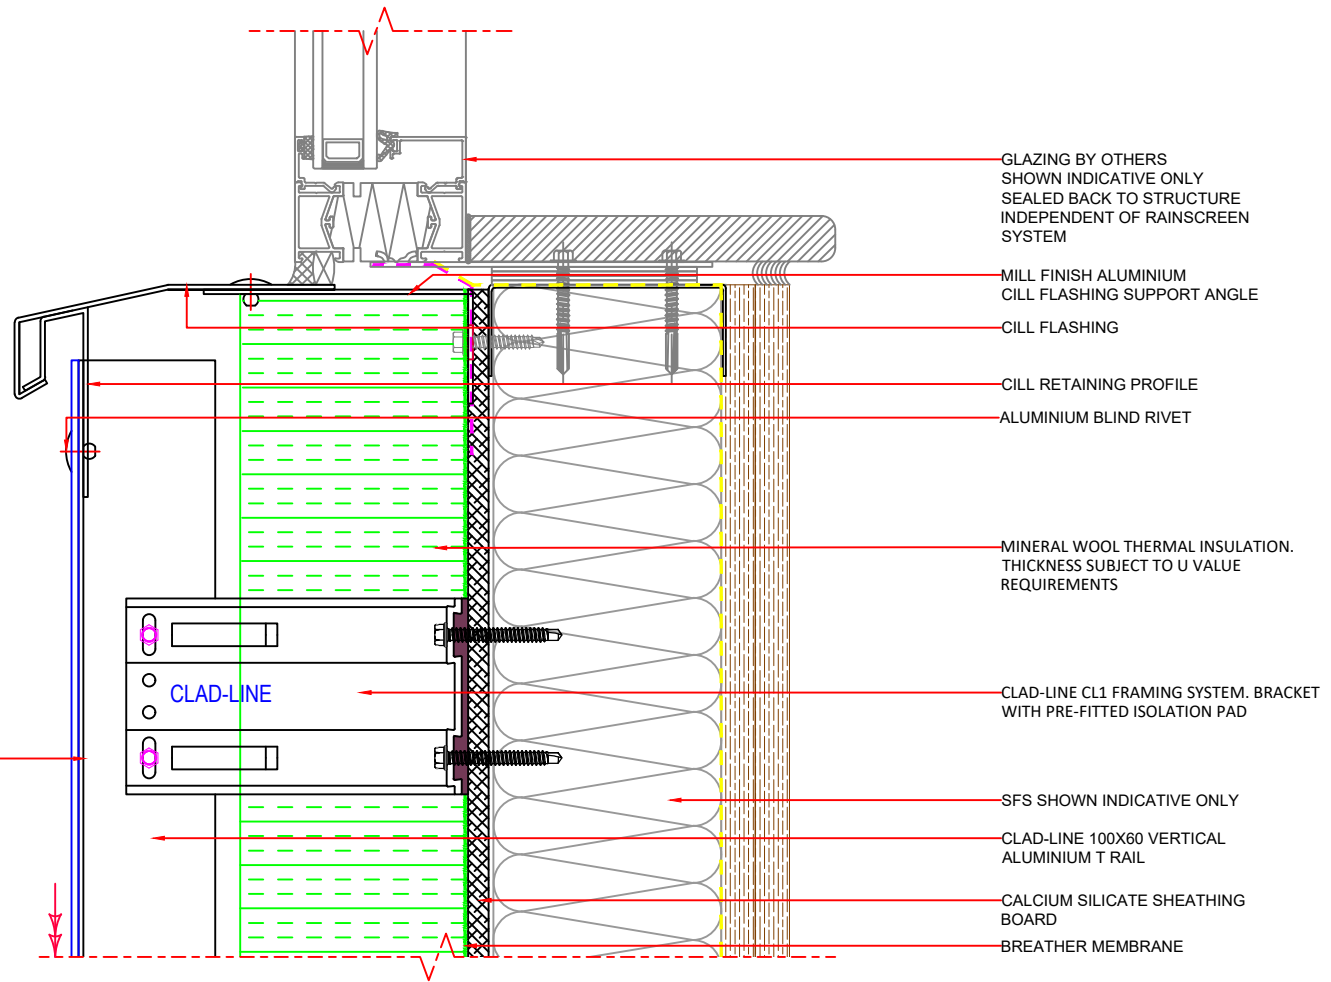 GLAZING BY OTHERS
SHOWN INDICATIVE ONLY
SEALED BACK TO STRUCTURE
INDEPENDENT OF RAINSCREEN
SYSTEM
MILL FINISH ALUMINIUM
CILL FLASHING SUPPORT ANGLE
CILL FLASHING
CILL RETAINING PROFILE
ALUMINIUM BLIND RIVET
MINERAL WOOL THERMAL INSULATION.
THICKNESS SUBJECT TO U VALUE
REQUIREMENTS
CLAD-LINE
CLAD-LINE CL1 FRAMING SYSTEM. BRACKET
WITH PRE-FITTED ISOLATION PAD
SFS SHOWN INDICATIVE ONLY
CLAD-LINE 100X60 VERTICAL
ALUMINIUM T RAIL
CALCIUM SILICATE SHEATHING
BOARD
BREATHER MEMBRANE